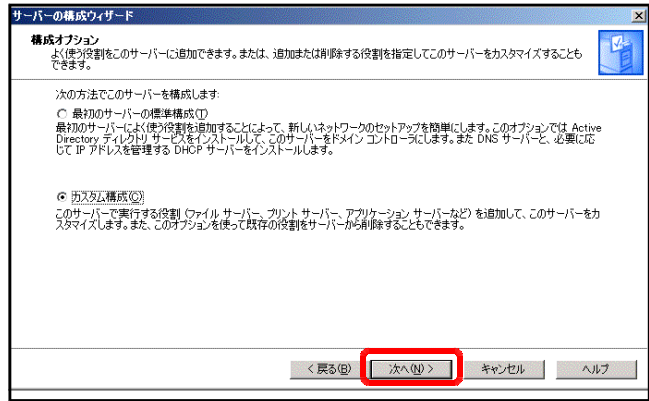 サーバーの構成ウィザード
構成オプション
よく使う役割をこのサーバーに追加できます。または、追加または削除する役割を指定してこのサーバーをカスタマイズすることも
できます。
次の方法でこのサーバーを構成します:
最初のサーバーの標準構成(T)
最初のサーバーによく使う役割を追加することによって、新しいネットワークのセットアップを簡単にします。このオプションでは Active
Directory ディレクトリ サービスをインストールして、このサーバーをドメイン コントローラにします。また DNS サーバーと、必要に応
じて IP アドレスを管理する DHCP サーバーをインストールします。
カスタム構成(C)
このサーバーで実行する役割 (ファイル サーバー、プリント サーバー、アプリケーション サーバーなど) を追加して、このサーバーをカ
スタマイズします。また、このオプションを使って既存の役割をサーバーから削除することもできます。
< 戻る(B) 次へ(N) > キャンセル ヘルプ